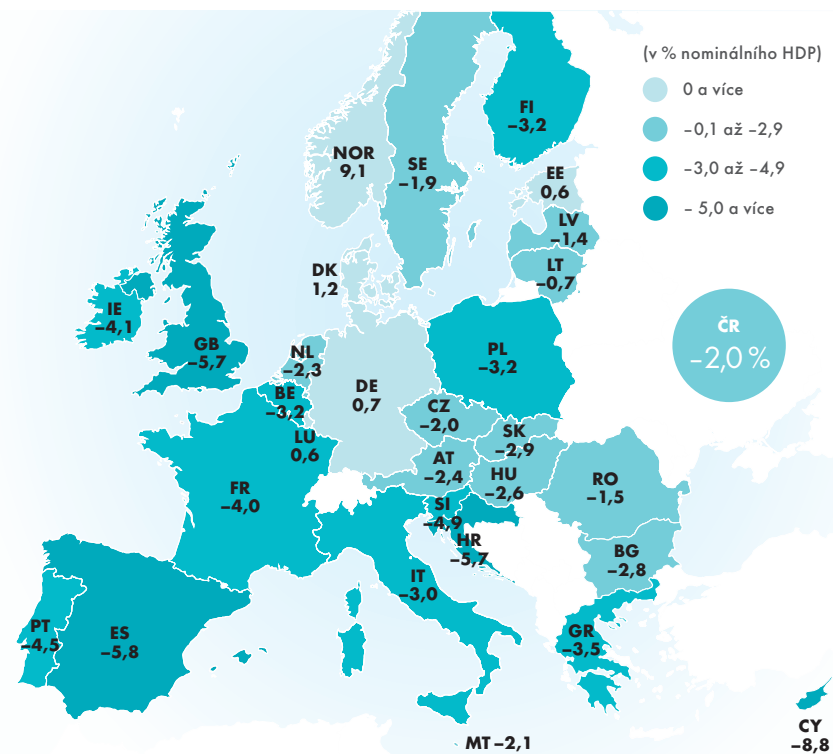 (v % nominálního HDP)
0 a více
−0,1 až −2,9
−3,0 až −4,9
− 5,0 a více
FI
−3,2
NOR
9,1
SE
−1,9
EE
0,6
LV
−1,4
LT
−0,7
DK
1,2
IE
−4,1
GB
−5,7
NL
−2,3
BE
−3,2
LU
0,6
DE
0,7
PL
−3,2
ČR
−2,0 %
CZ
−2,0
SK
−2,9
AT
−2,4
HU
−2,6
RO
−1,5
FR
−4,0
SI
−4,9
HR
−5,7
BG
−2,8
IT
−3,0
GR
−3,5
PT
−4,5
ES
−5,8
MT −2,1
CY
−8,8